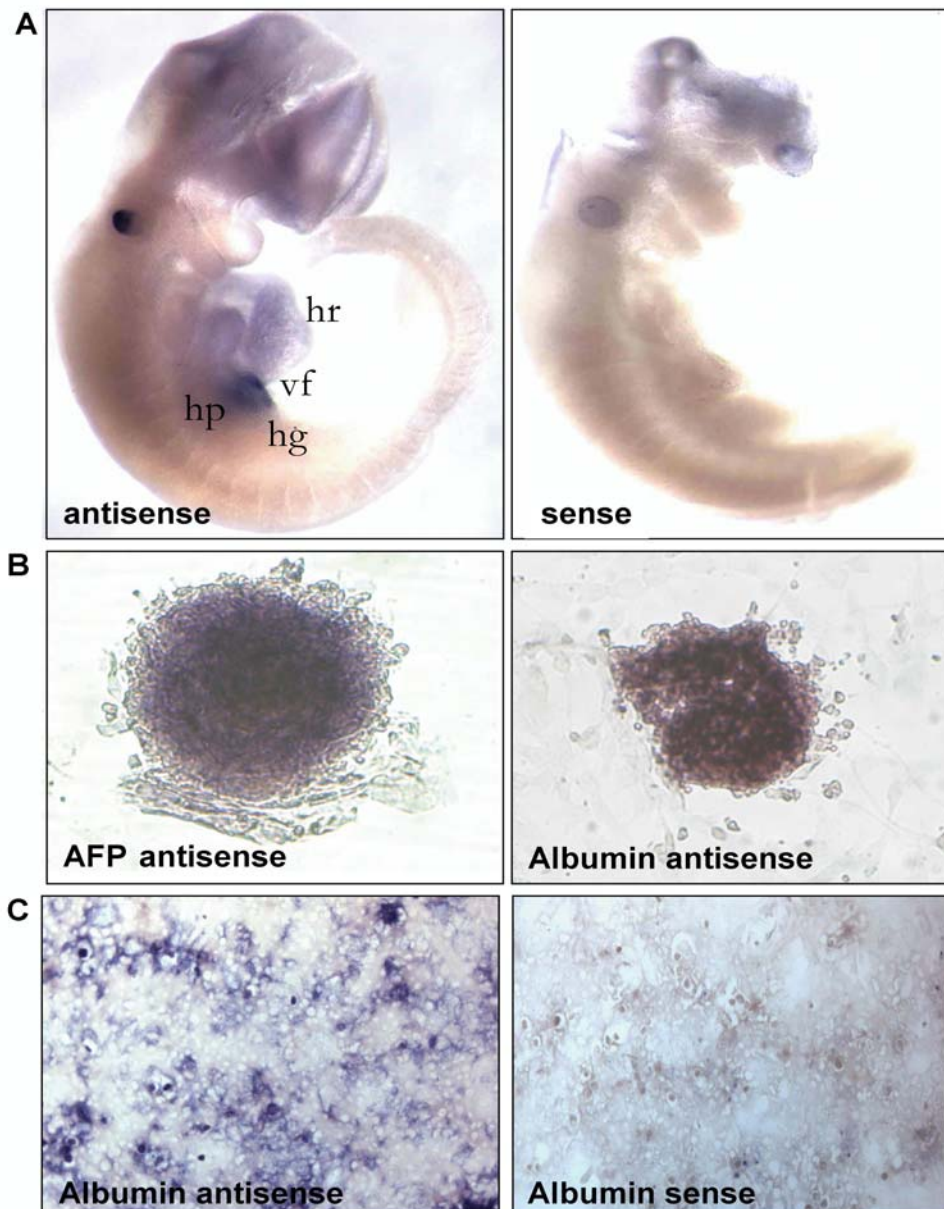 A
hr
vf
hp
hg
antisense
sense
B
AFP antisense
Albumin antisense
C
Albumin antisense
Albumin sense